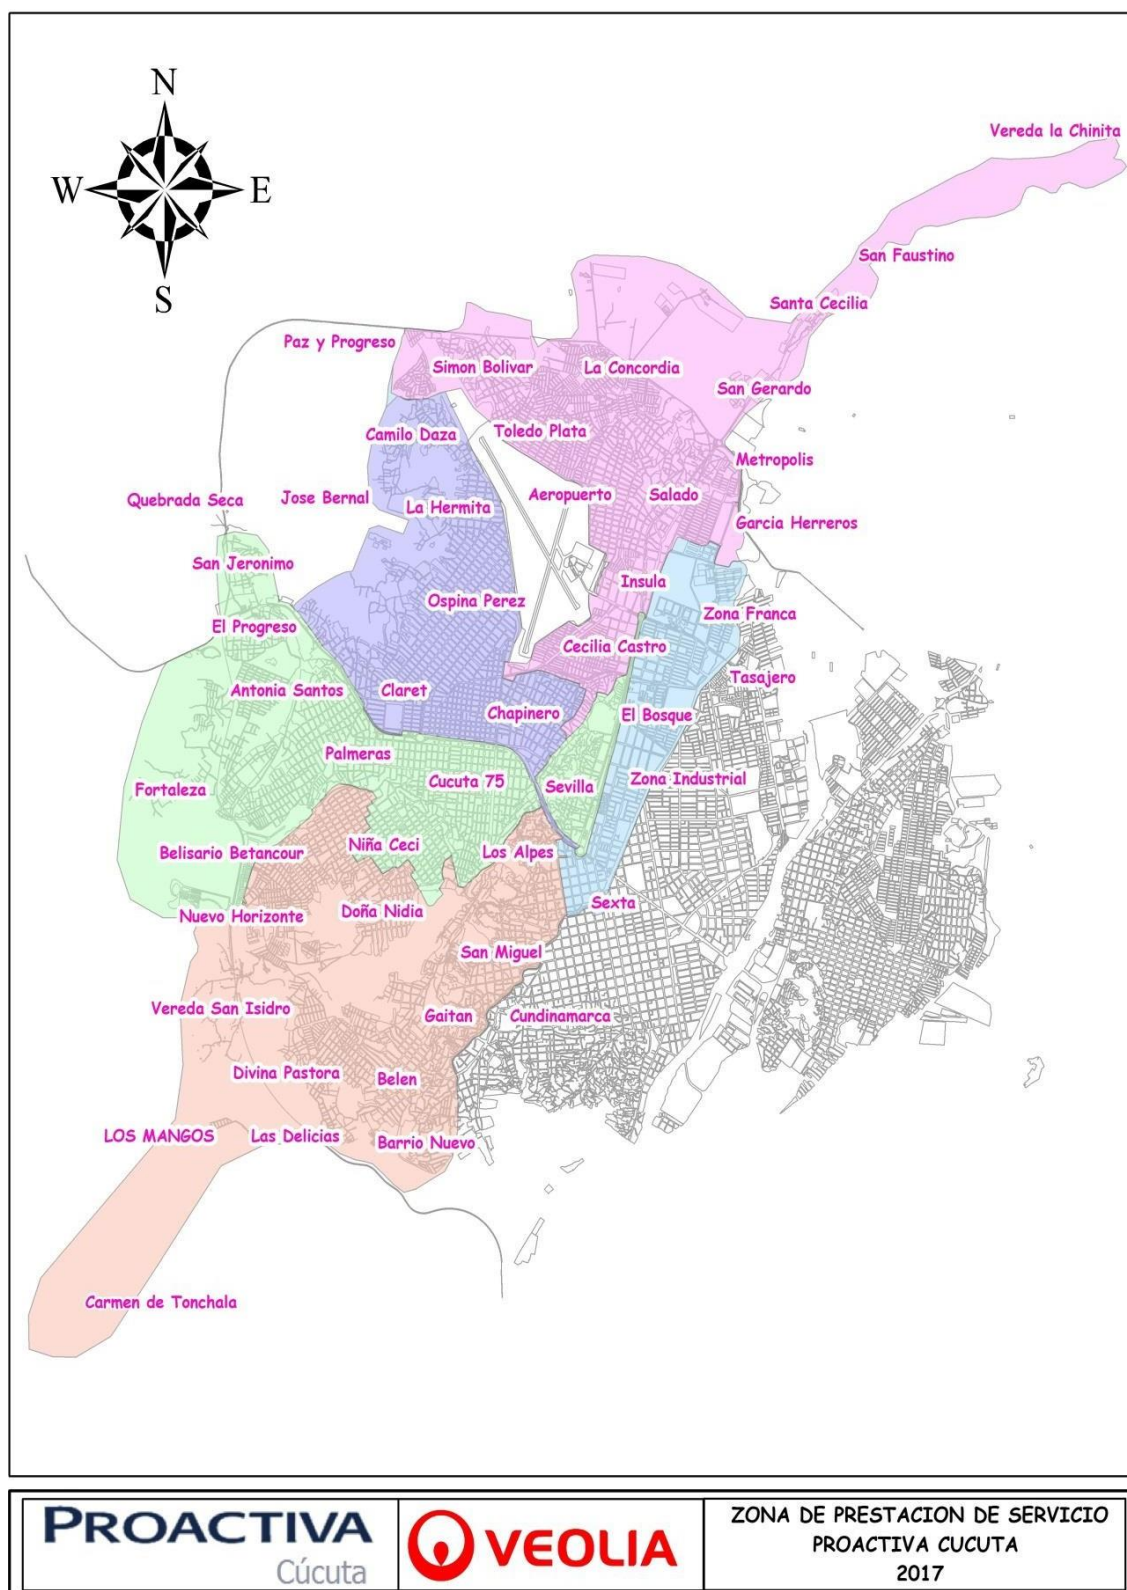 N
W
E
S
Vereda la Chinita
San Faustino
Santa Cecilia
Paz y Progreso
Simon Bolivar
La Concordia
San Gerardo
Camilo Daza
Toledo Plata
Metropolis
Quebrada Seca
Jose Bernal
La Hermita
Aeropuerto
Salado
Garcia Herreros
San Jeronimo
Insula
Ospina Perez
Zona Franca
El Progreso
Cecilia Castro
Tasajero
Antonia Santos
Claret
Chapinero
El Bosque
Palmeras
Cucuta 75
Sevilla
Zona Industrial
Fortaleza
Belisario Betancour
Niña Ceci
Los Alpes
Nuevo Horizonte
Doña Nidia
Sexta
San Miguel
Vereda San Isidro
Gaitan
Cundinamarca
Divina Pastora
Belen
LOS MANGOS
Las Delicias
Barrio Nuevo
Carmen de Tonchala
PROACTIVA
Cúcuta
VEOLIA
ZONA DE PRESTACION DE SERVICIO
PROACTIVA CUCUTA
2017